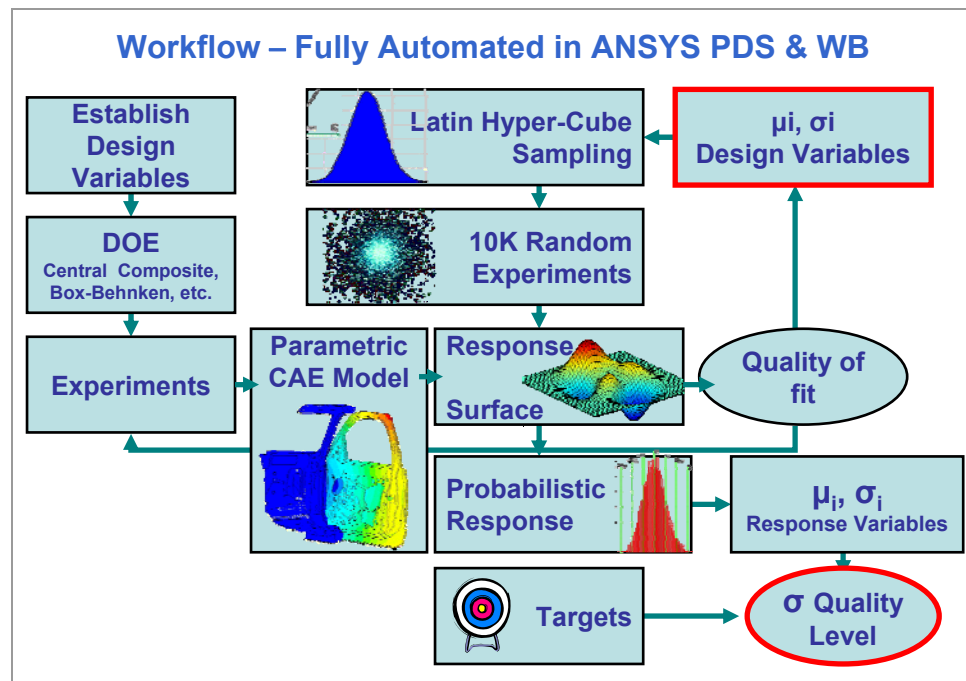 Workflow – Fully Automated in ANSYS PDS & WB
Establish
Design
Variables
Latin Hyper-Cube
Sampling
μi, σi
Design Variables
DOE
Central Composite,
Box-Behnken, etc.
10K Random
Experiments
Experiments
Parametric
CAE Model
Response
Surface
Quality of
fit
Probabilistic
Response
μi, σi
Response Variables
Targets
σ Quality
Level